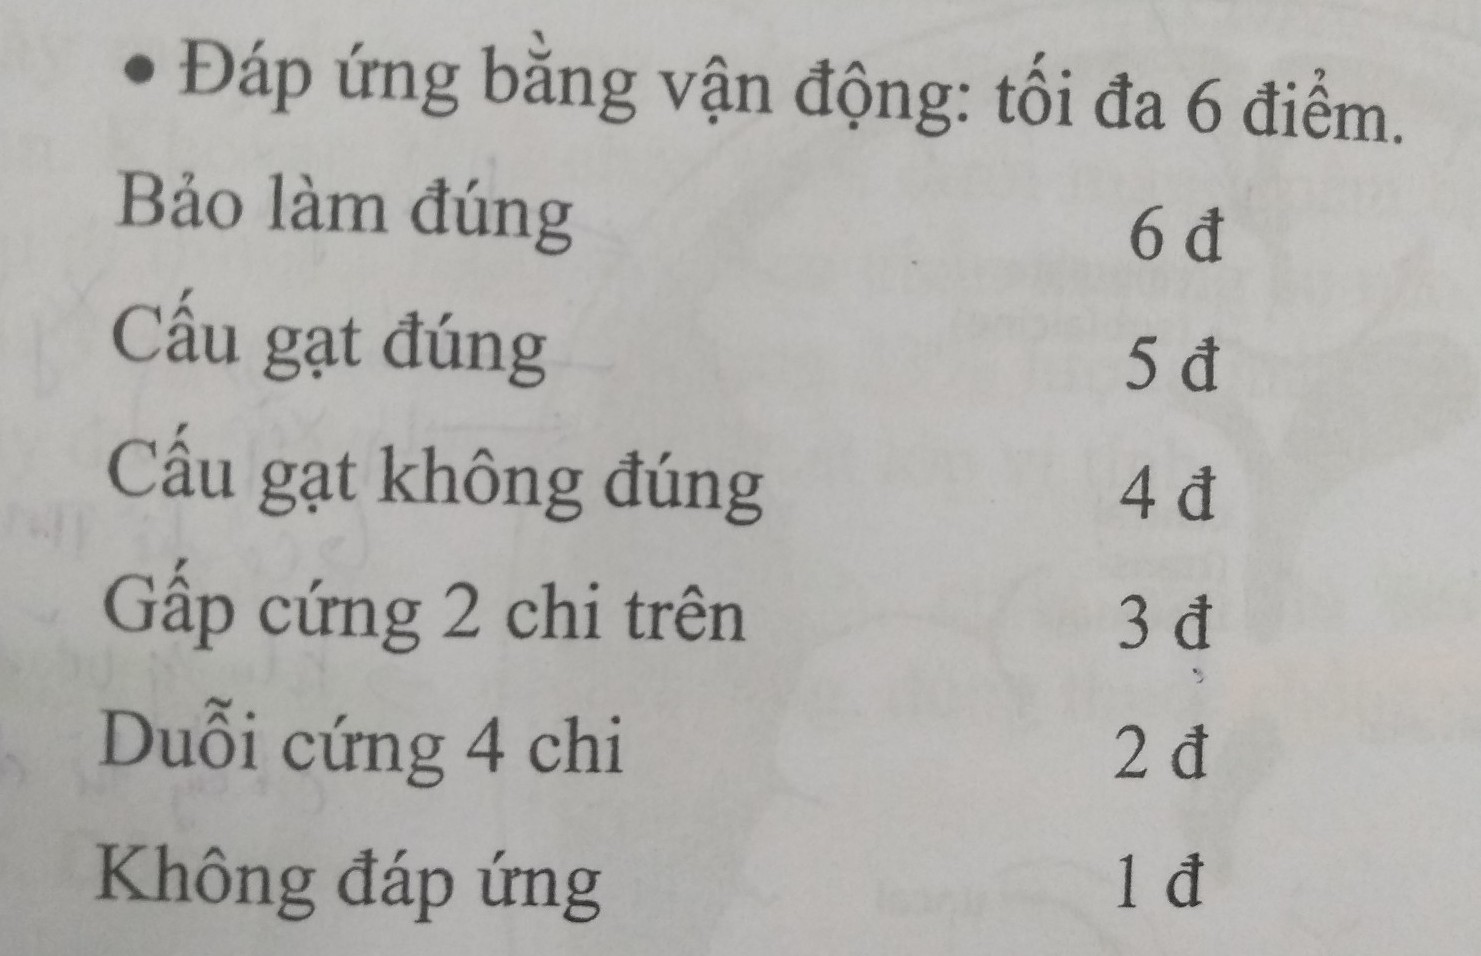 • Đáp ứng bằng vận động: tối đa 6 điểm.
Bảo làm đúng 6 đ
Cấu gạt đúng 5 đ
Cấu gạt không đúng 4 đ
Gấp cứng 2 chi trên 3 đ
Duỗi cứng 4 chi 2 đ
Không đáp ứng 1 đ